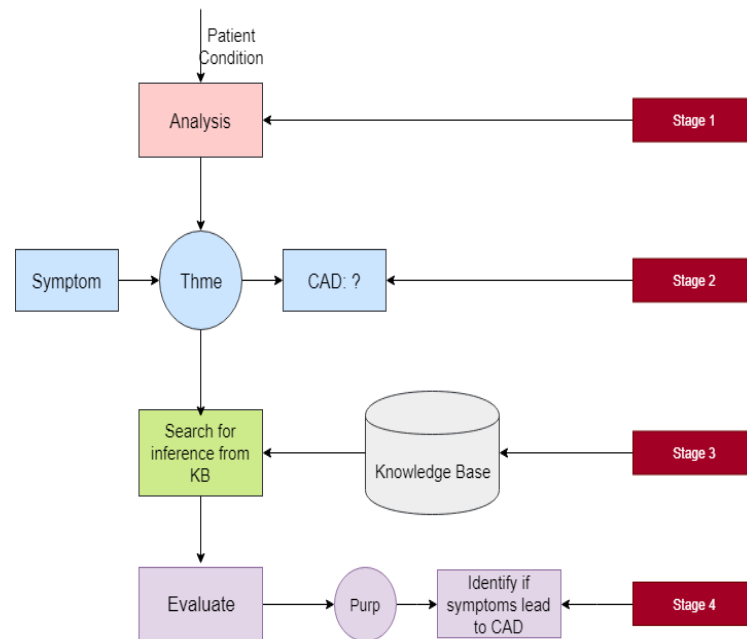 Patient
Condition
Analysis
Stage 1
Symptom
Thme
CAD: ?
Stage 2
Search for
inference from
KB
Knowledge Base
Stage 3
Evaluate
Purp
Identify if
symptoms lead
to CAD
Stage 4